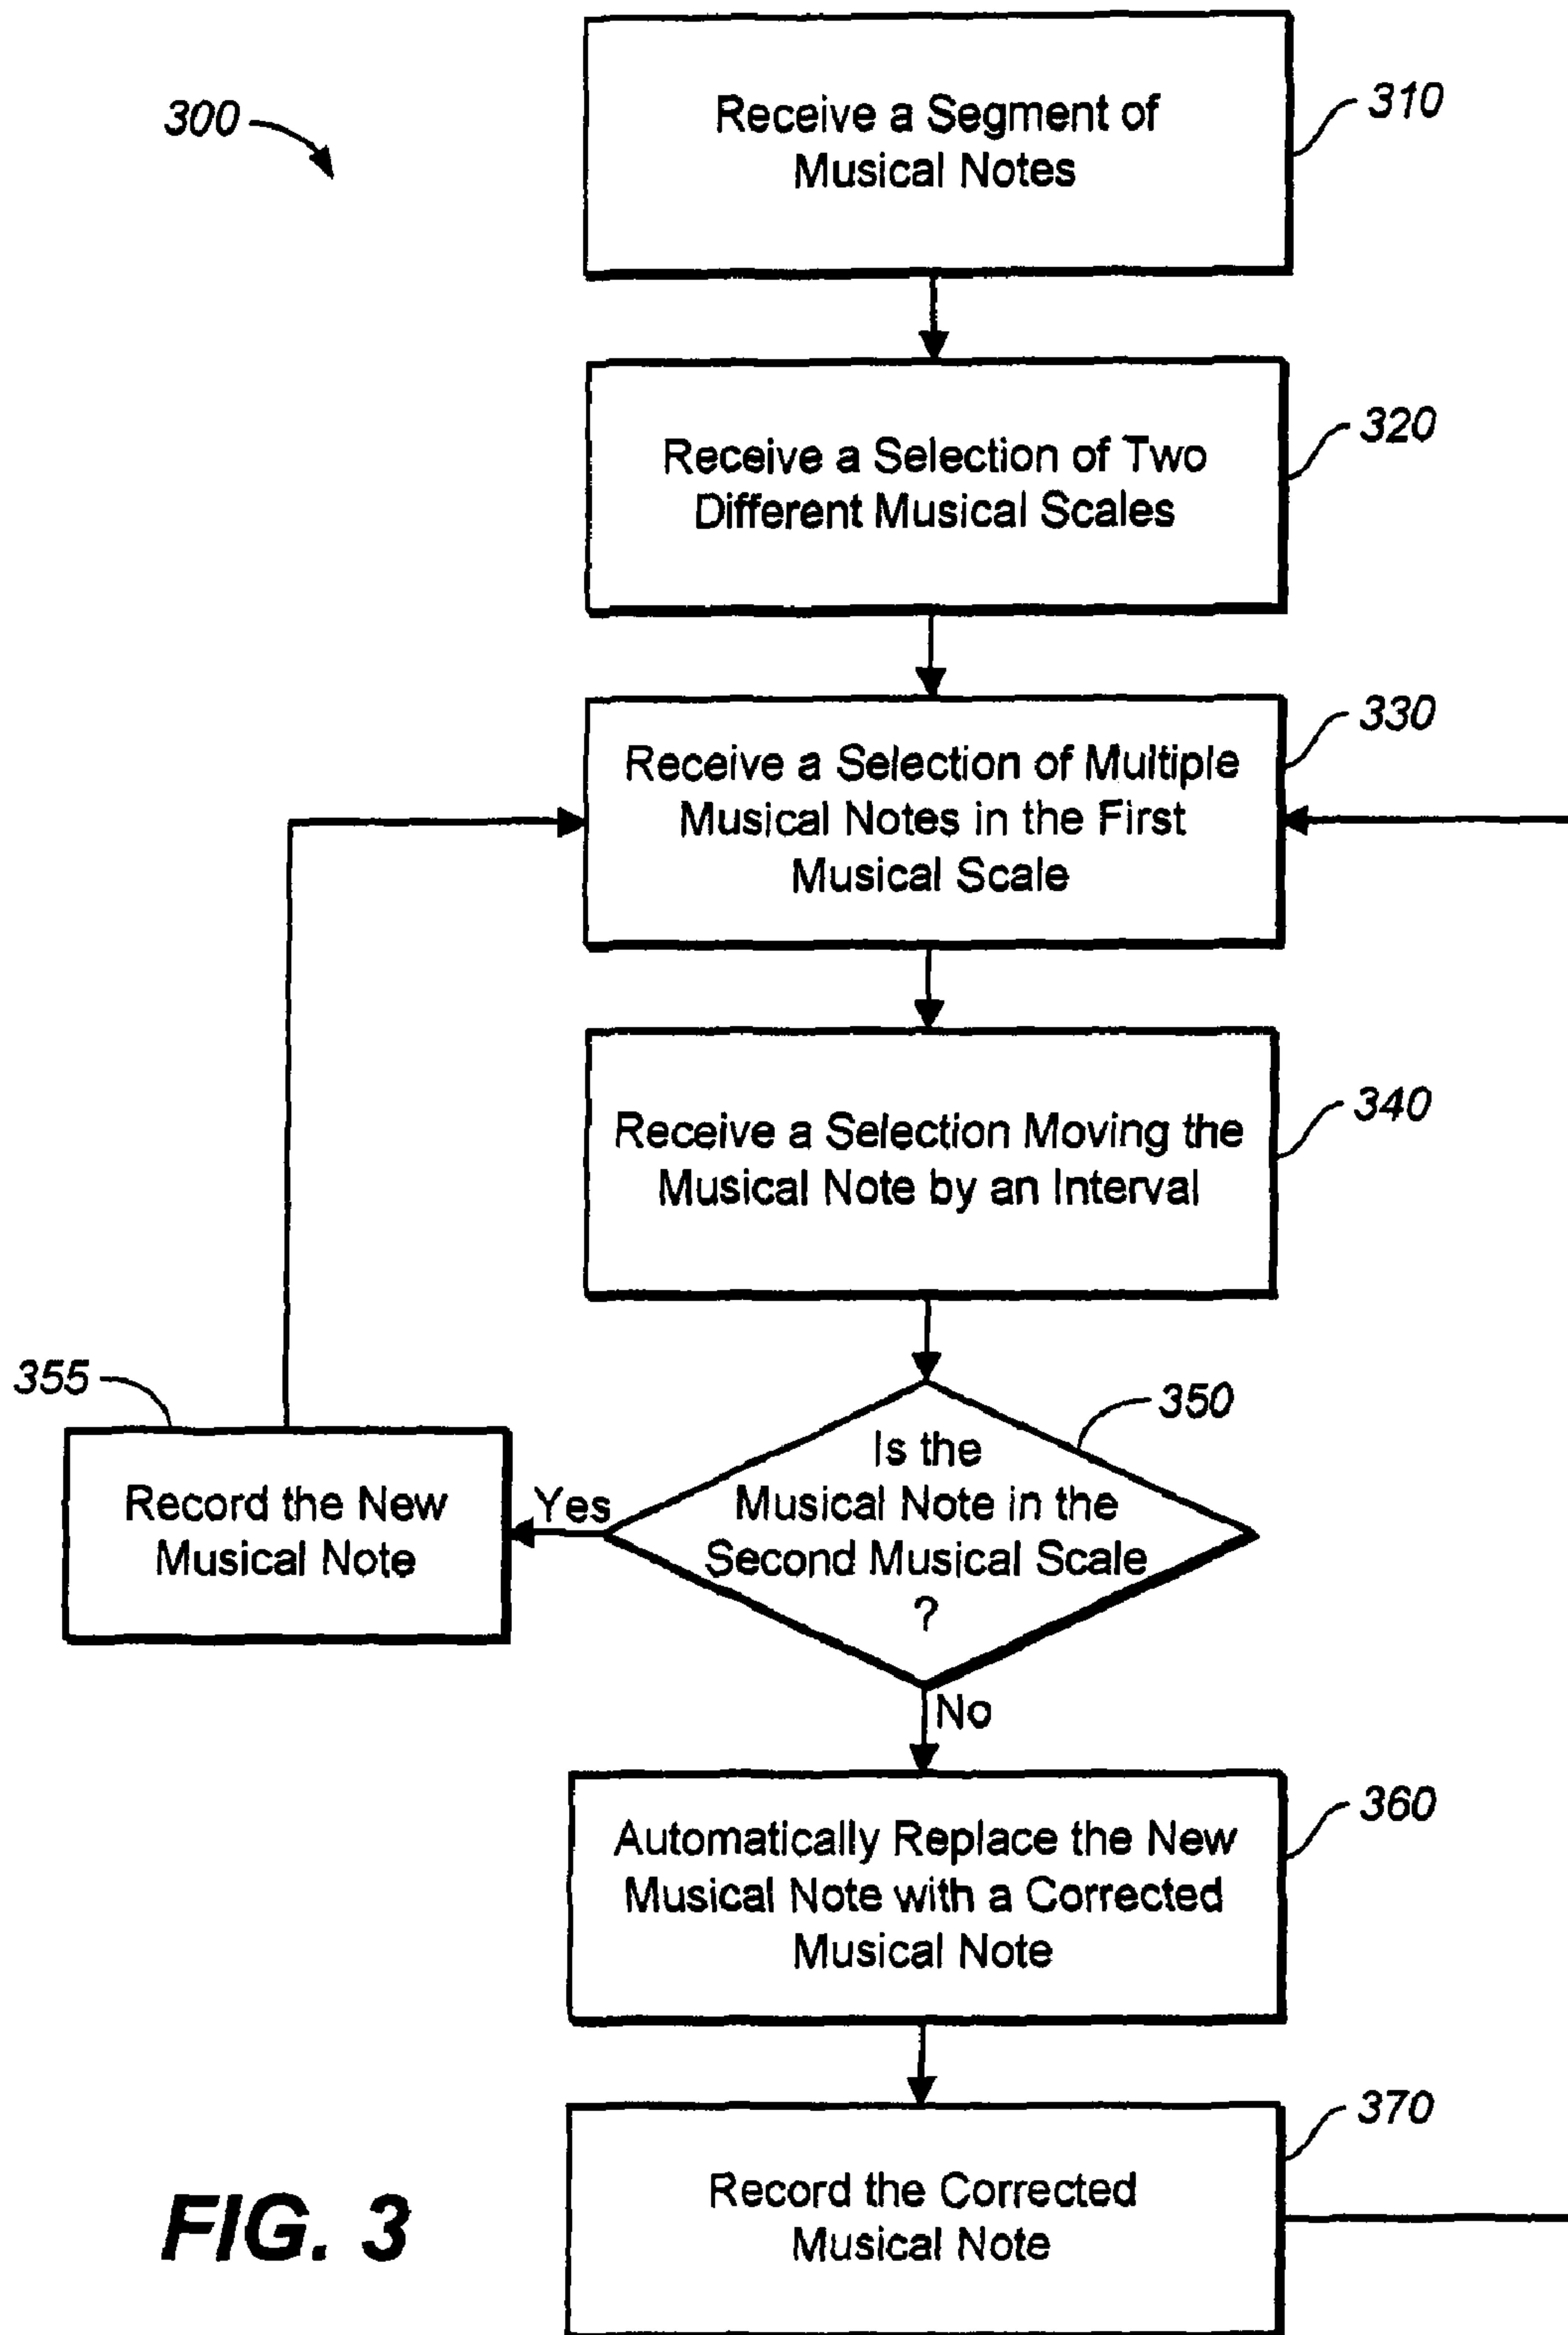 300
Receive a Segment of
Musical Notes
310
Receive a Selection of Two
Different Musical Scales
320
Receive a Selection of Multiple
Musical Notes in the First
Musical Scale
330
Receive a Selection Moving the
Musical Note by an Interval
340
Is the
Musical Note in the
Second Musical Scale
?
350
Yes
355
Record the New
Musical Note
No
Automatically Replace the New
Musical Note with a Corrected
Musical Note
360
Record the Corrected
Musical Note
370
FIG. 3